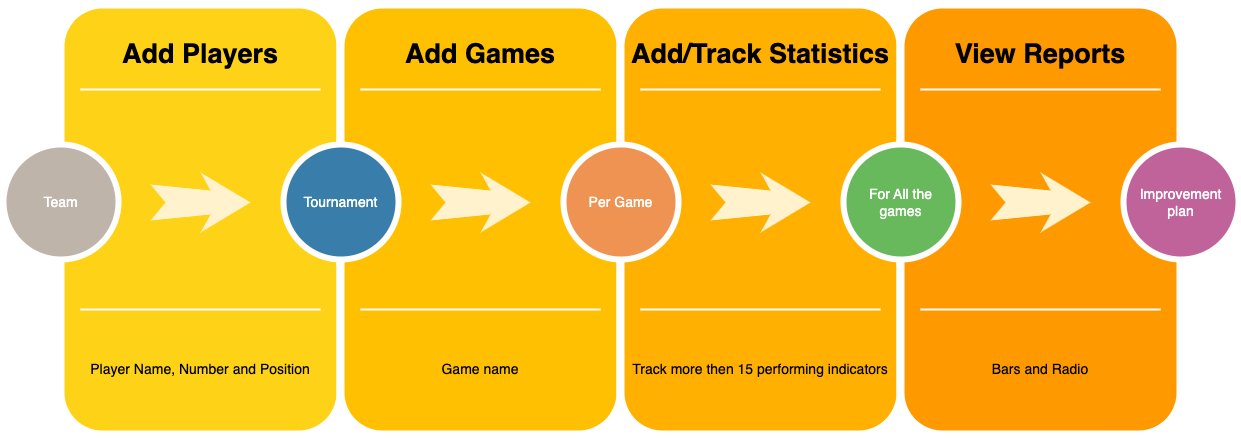 Add Players
Add Games
Add/Track Statistics
View Reports
Team
Tournament
Per Game
For All the
games
Improvement
plan
Player Name, Number and Position
Game name
Track more then 15 performing indicators
Bars and Radio